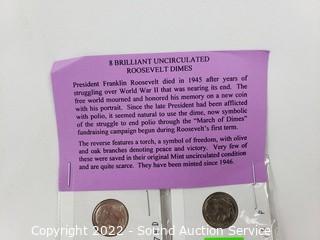 8 BRILLIANT UNCIRCULATED
ROOSEVELT DIMES
President Franklin Roosevelt died in 1945 after years of
struggling over World War II that was nearing its end. The
free world mourned and honored his memory on a new coin
with his portrait. Since the late President had been afflicted
with polio, it seemed natural to use the dime, now symbolic
of the struggle to end polio through the "March of Dimes"
fundraising campaign begun during Roosevelt's first term.
The reverse features a torch, a symbol of freedom, with olive
and oak branches denoting peace and victory. Very few of
these were saved in their original Mint uncirculated condition
and are quite scarce. They have been minted since 1946.
Copyright 2022 - Outsource Disposal